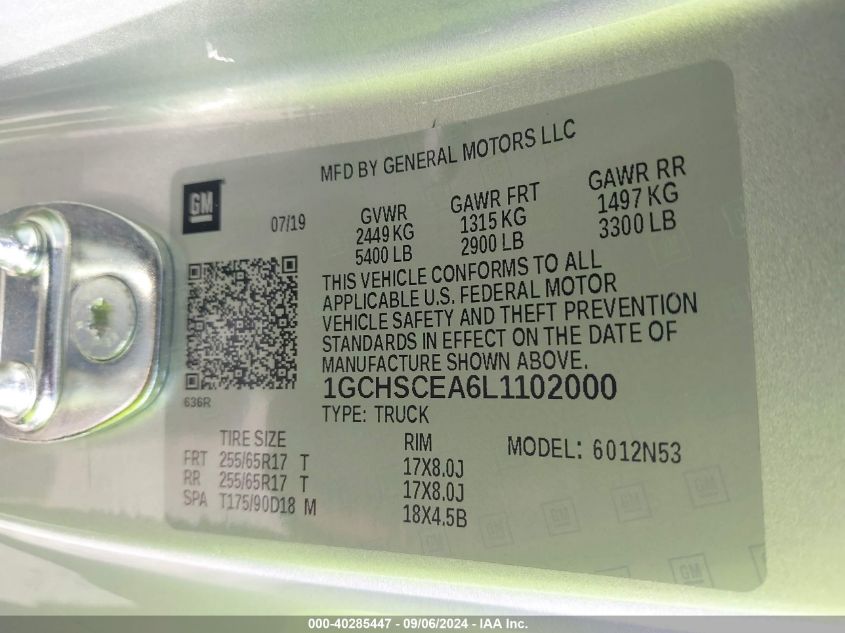 MFD BY GENERAL MOTORS LLC
GM
07/19
GVWR
2449 KG
5400 LB
GAWR FRT
1315 KG
2900 LB
GAWR RR
1497 KG
3300 LB
THIS VEHICLE CONFORMS TO ALL
APPLICABLE U.S. FEDERAL MOTOR
VEHICLE SAFETY AND THEFT PREVENTION
STANDARDS IN EFFECT ON THE DATE OF
MANUFACTURE SHOWN ABOVE.
636R
1GCHSCEA6L1102000
TYPE: TRUCK
TIRE SIZE RIM MODEL: 6012N53
FRT 255/65R17 T 17X8.0J
RR 255/65R17 T 17X8.0J
SPA T175/90D18 M 18X4.5B
000-40285447 - 09/06/2024 - IAA Inc.